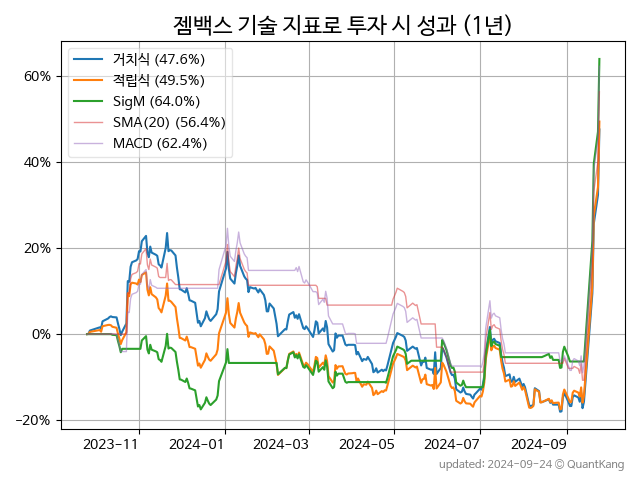 젬백스 기술 지표로 투자 시 성과 (1년)
거치식 (47.6%)
적립식 (49.5%)
SigM (64.0%)
SMA(20) (56.4%)
MACD (62.4%)
60%
40%
20%
0%
−20%
2023-11 2024-01 2024-03 2024-05 2024-07 2024-09
updated: 2024-09-24 © QuantKang